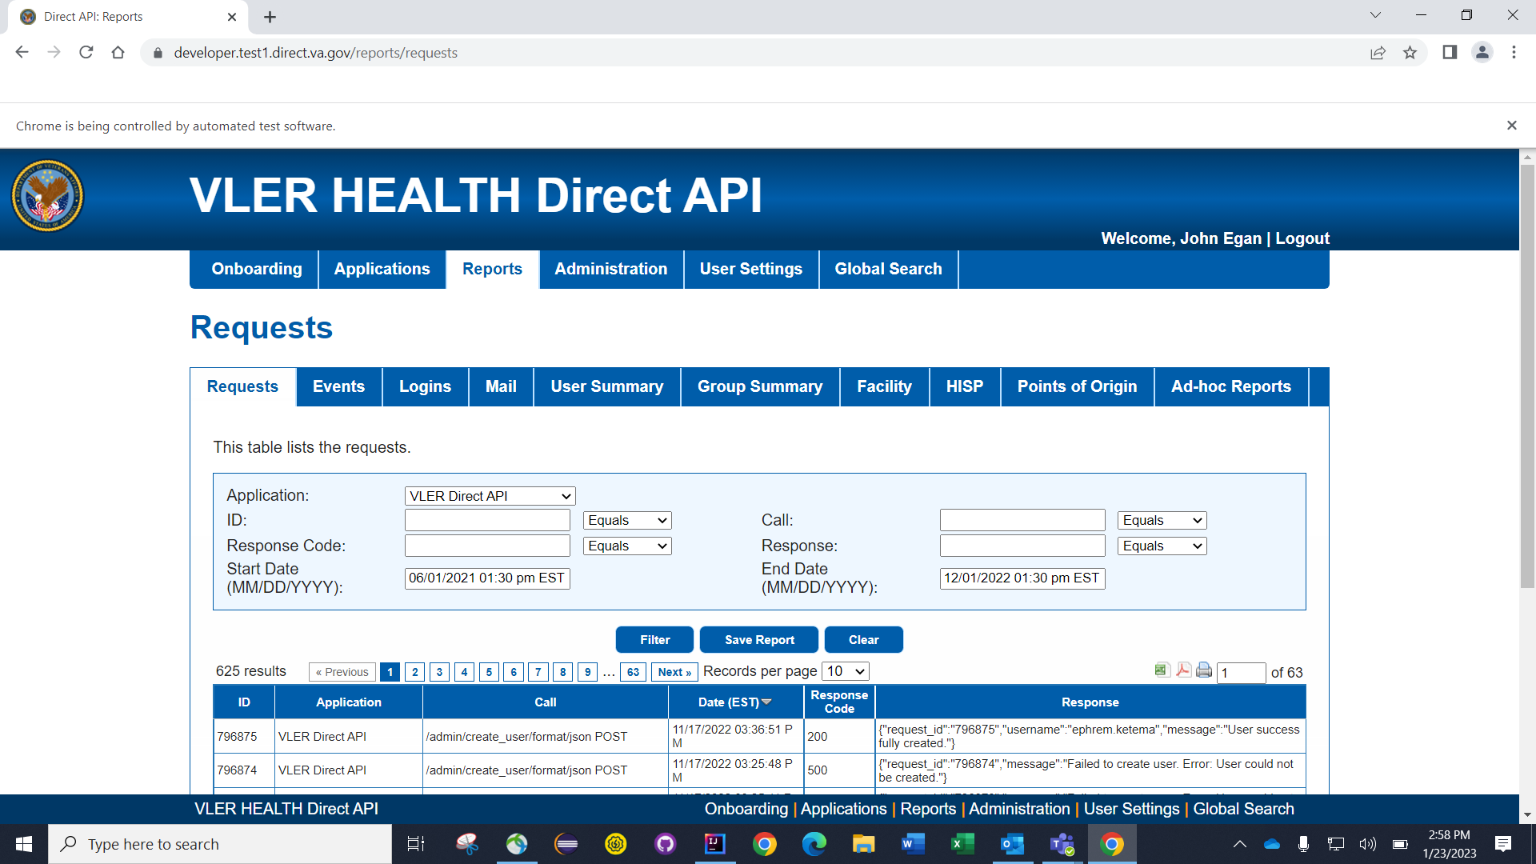 Direct API: Reports
developer.test1.direct.va.gov/reports/requests
Chrome is being controlled by automated test software.
VLER HEALTH Direct API
Welcome, John Egan | Logout
Onboarding Applications Reports Administration User Settings Global Search
Requests
Requests Events Logins Mail User Summary Group Summary Facility HISP Points of Origin Ad-hoc Reports
This table lists the requests.
Application: VLER Direct API
ID: Equals Call: Equals
Response Code: Equals Response: Equals
Start Date (MM/DD/YYYY): 06/01/2021 01:30 pm EST End Date (MM/DD/YYYY): 12/01/2022 01:30 pm EST
Filter Save Report Clear
625 results « Previous 1 2 3 4 5 6 7 8 9 ... 63 Next » Records per page 10 1 of 63
ID Application Call Date (EST) Response Code Response
796875 VLER Direct API /admin/create_user/format/json POST 11/17/2022 03:36:51 PM 200 {"request_id":"796875","username":"ephrem.ketema","message":"User successfully created."}
796874 VLER Direct API /admin/create_user/format/json POST 11/17/2022 03:25:48 PM 500 {"request_id":"796874","message":"Failed to create user. Error: User could not be created."}
VLER HEALTH Direct API Onboarding | Applications | Reports | Administration | User Settings | Global Search
Type here to search
2:58 PM
1/23/2023